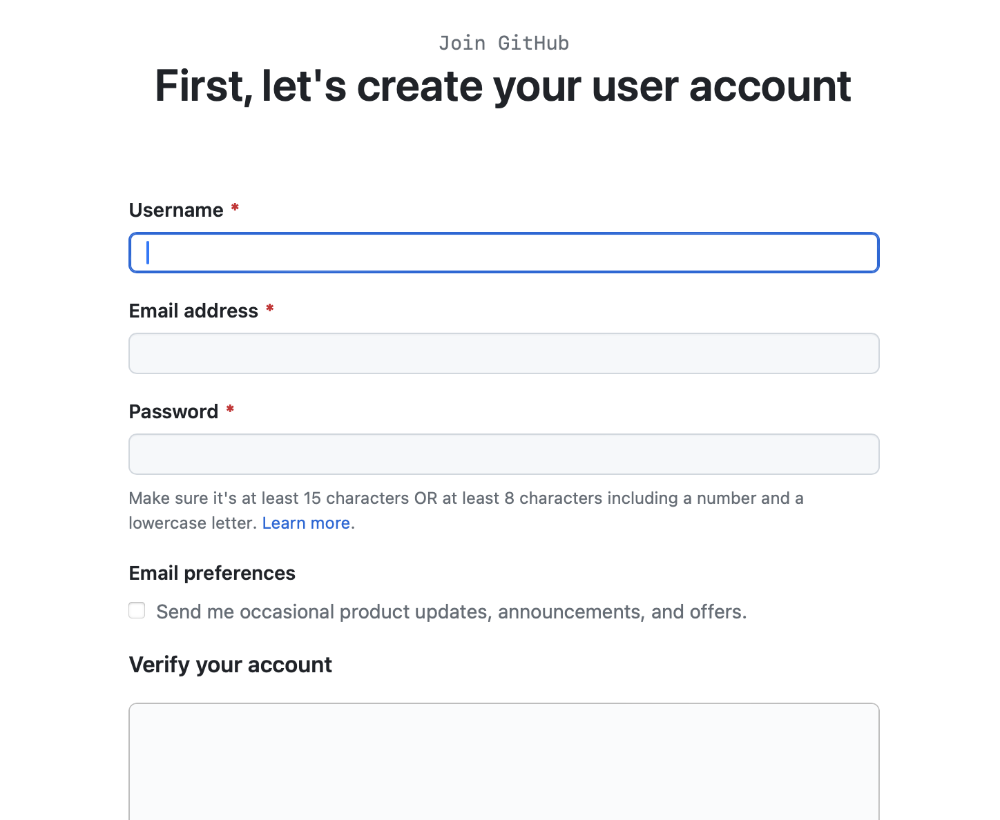 Join GitHub
First, let's create your user account
Username *
Email address *
Password *
Make sure it's at least 15 characters OR at least 8 characters including a number and a
lowercase letter. Learn more.
Email preferences
Send me occasional product updates, announcements, and offers.
Verify your account